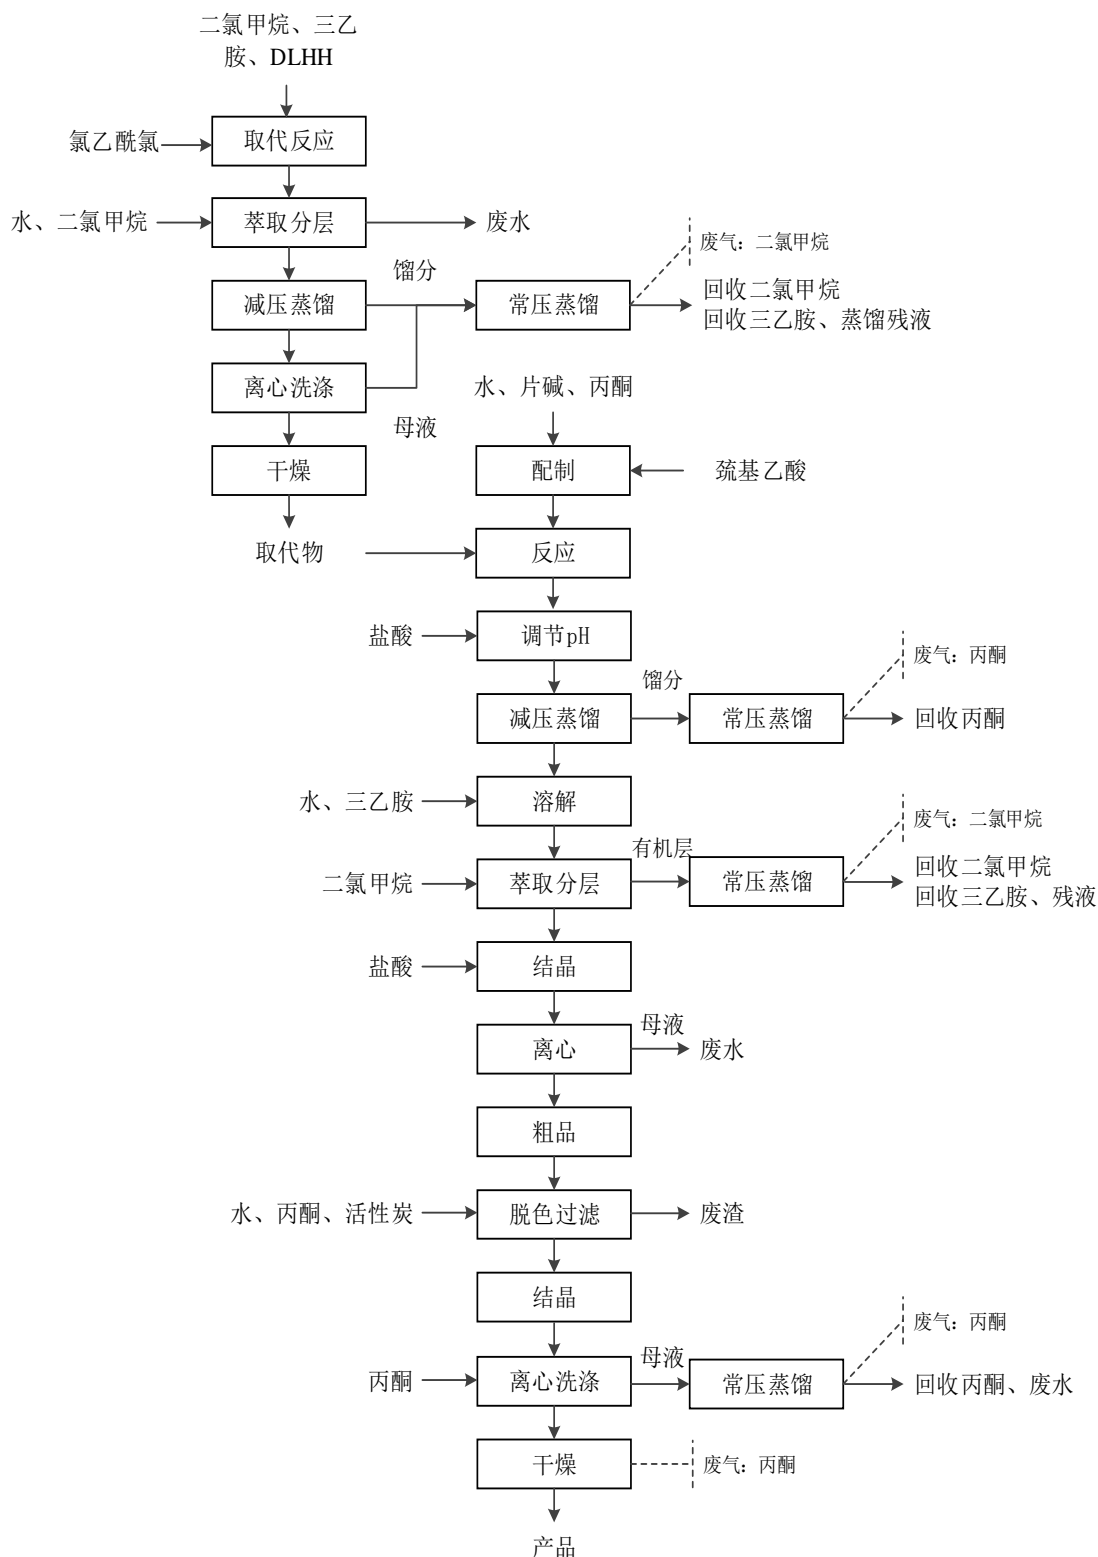 二氯甲烷、三乙
胺、DLHH
氯乙酰氯
取代反应
水、二氯甲烷
萃取分层
废水
废气：二氯甲烷
馏分
减压蒸馏
常压蒸馏
回收二氯甲烷
回收三乙胺、蒸馏残液
离心洗涤
水、片碱、丙酮
母液
干燥
配制
巯基乙酸
取代物
反应
盐酸
调节pH
废气：丙酮
馏分
减压蒸馏
常压蒸馏
回收丙酮
水、三乙胺
溶解
废气：二氯甲烷
有机层
二氯甲烷
萃取分层
常压蒸馏
回收二氯甲烷
回收三乙胺、残液
盐酸
结晶
母液
离心
废水
粗品
水、丙酮、活性炭
脱色过滤
废渣
结晶
废气：丙酮
母液
丙酮
离心洗涤
常压蒸馏
回收丙酮、废水
干燥
废气：丙酮
产品